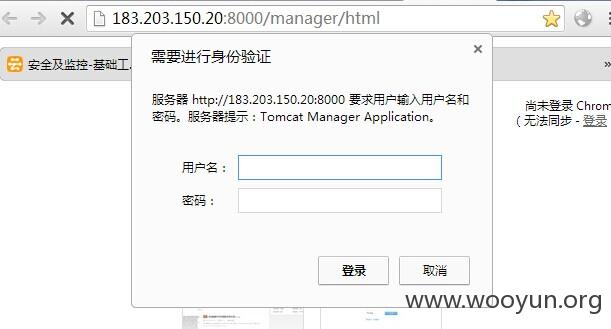 183.203.150.20:8000/manager/html
安全及监控-基础工...
»
需要进行身份验证
服务器 http://183.203.150.20:8000 要求用户输入用户名和
密码。服务器提示：Tomcat Manager Application。
尚未登录 Chrom
( 无法同步 - 登录
用户名：
密码：
登录
取消
www.wooyun.org